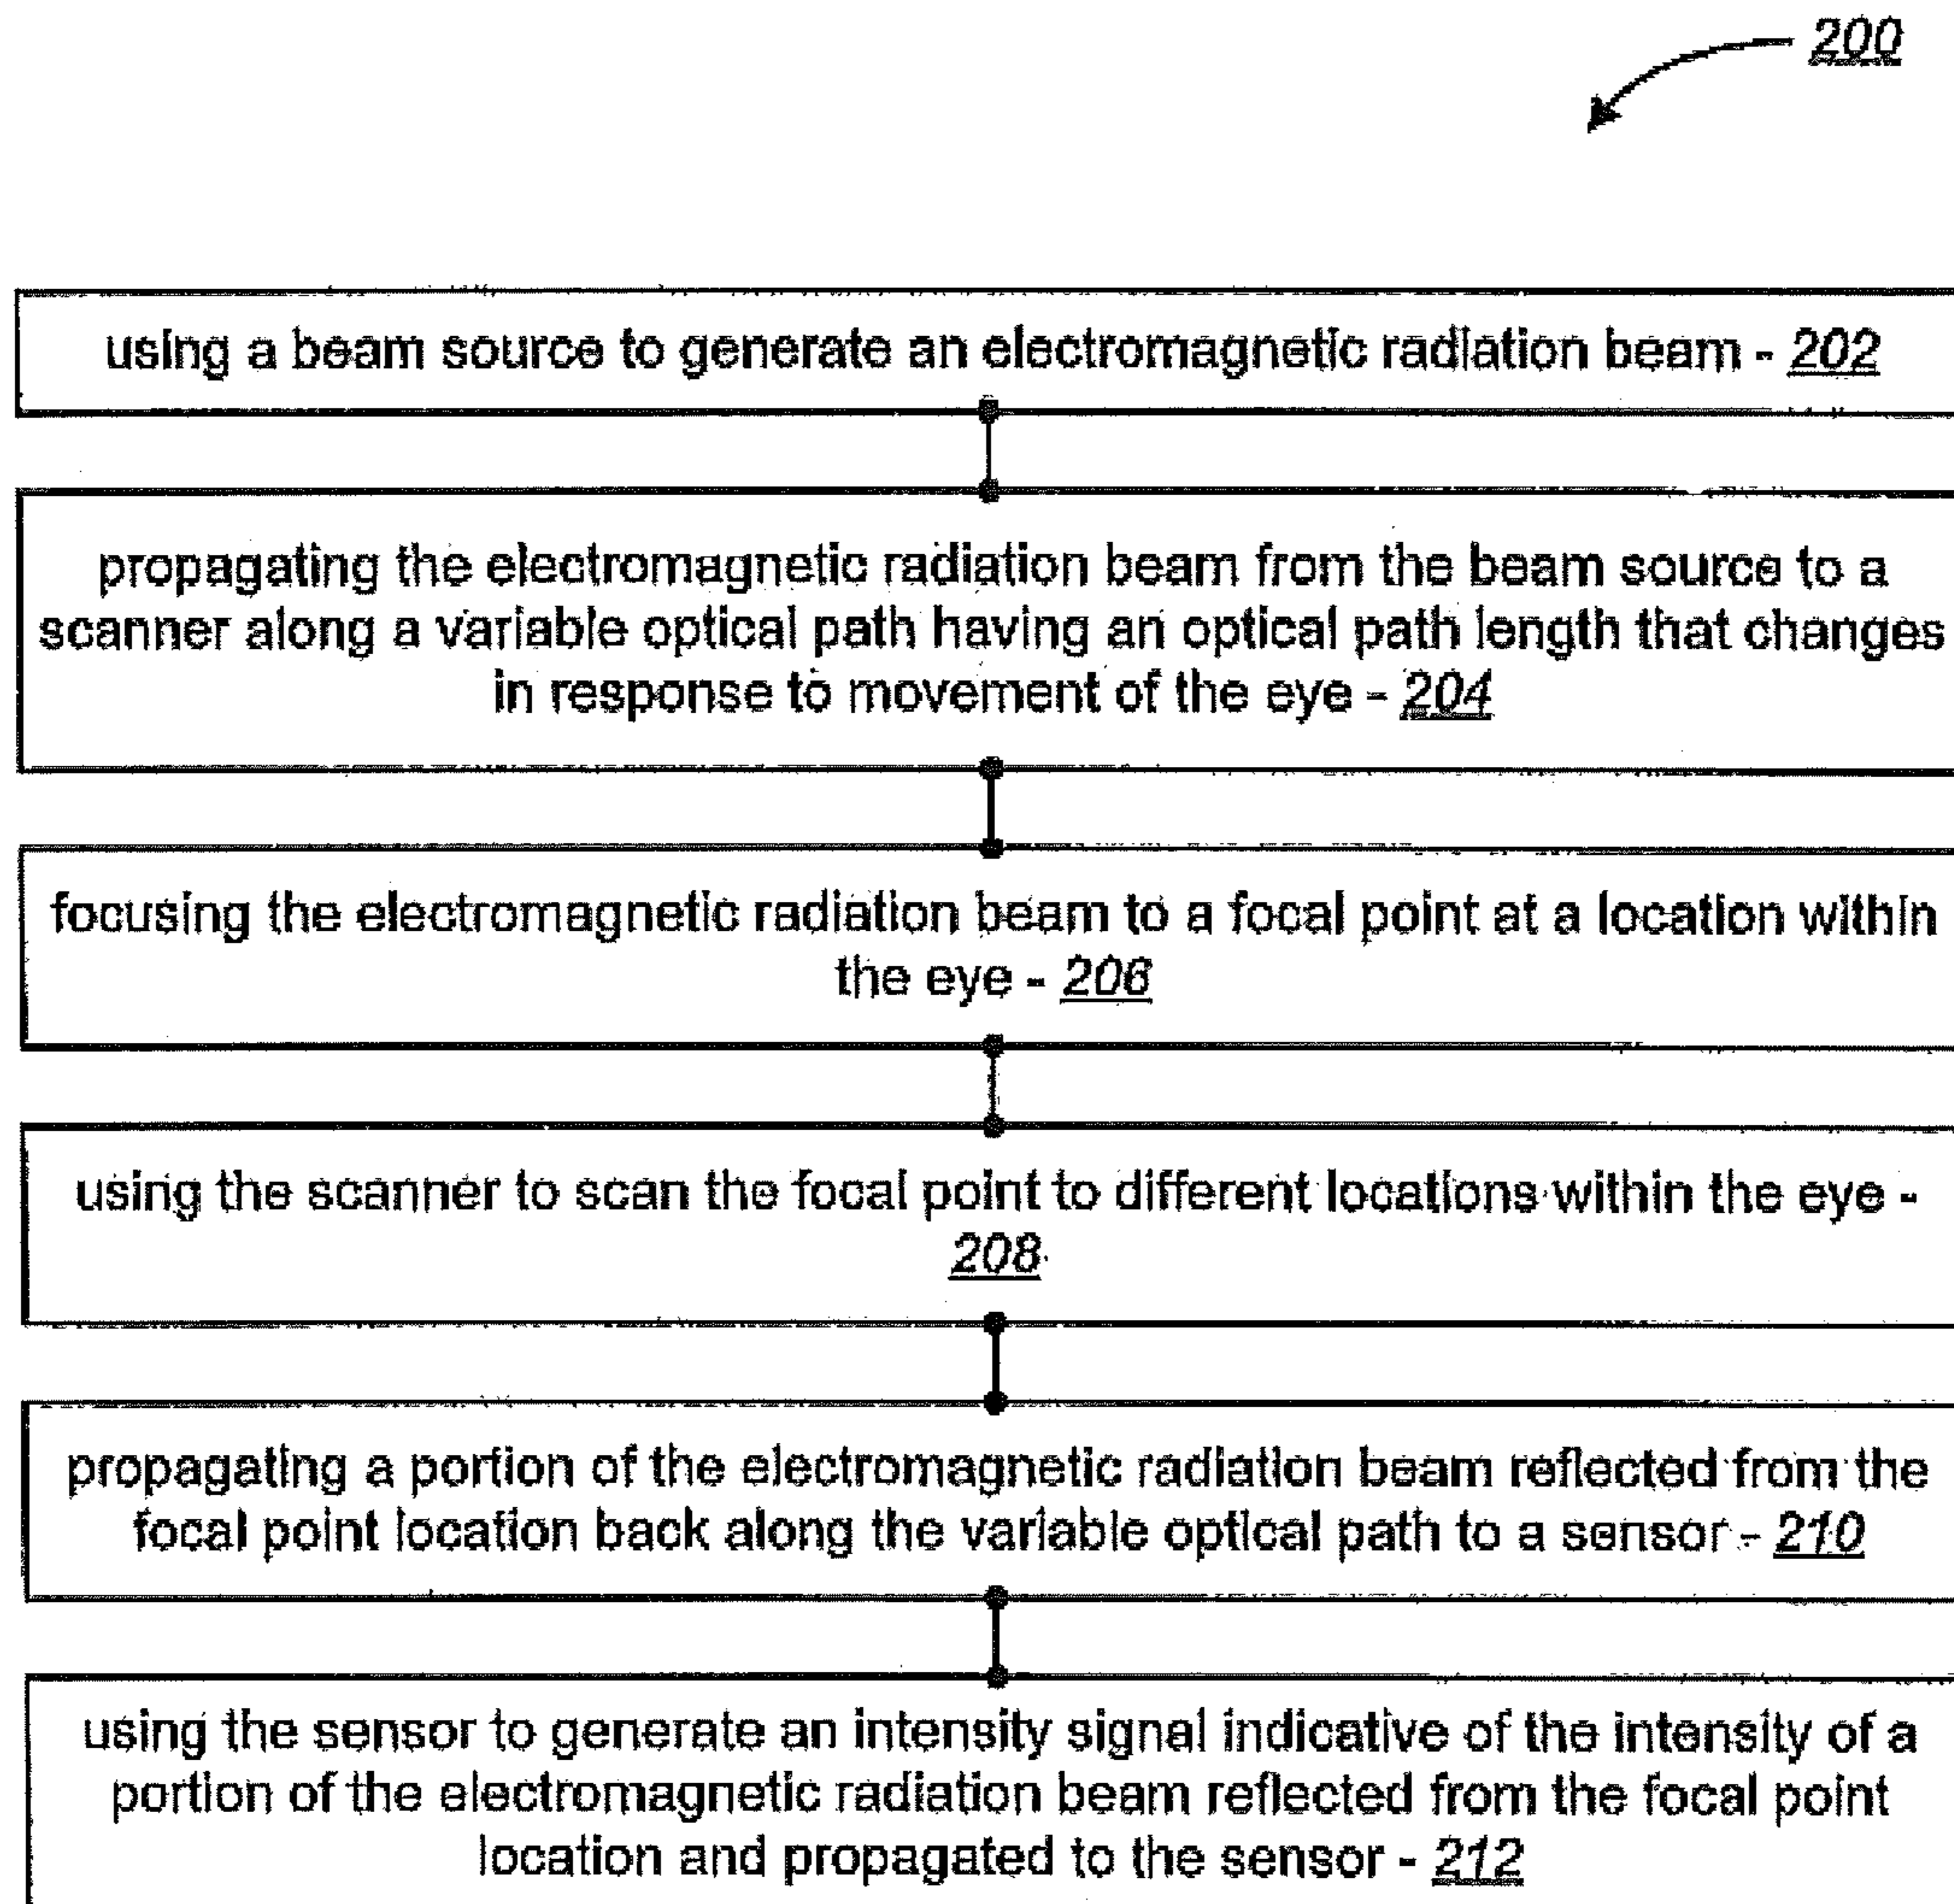 200
using a beam source to generate an electromagnetic radiation beam - 202
propagating the electromagnetic radiation beam from the beam source to a
scanner along a variable optical path having an optical path length that changes
in response to movement of the eye - 204
focusing the electromagnetic radiation beam to a focal point at a location within
the eye - 206
using the scanner to scan the focal point to different locations within the eye -
208
propagating a portion of the electromagnetic radiation beam reflected from the
focal point location back along the variable optical path to a sensor - 210
using the sensor to generate an intensity signal indicative of the intensity of a
portion of the electromagnetic radiation beam reflected from the focal point
location and propagated to the sensor - 212